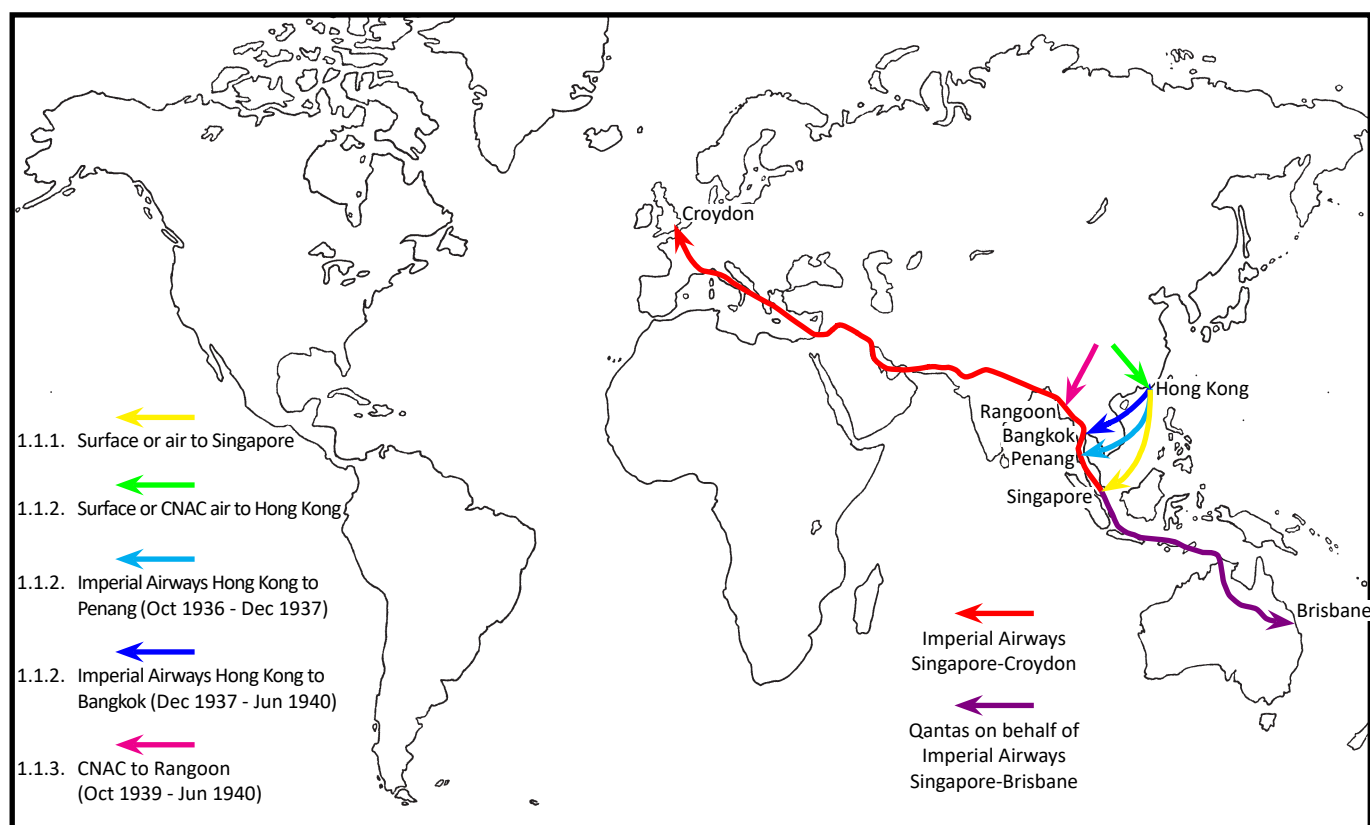 Croydon
Hong Kong
Rangoon
Bangkok
Penang
Singapore
Brisbane
1.1.1. Surface or air to Singapore
1.1.2. Surface or CNAC air to Hong Kong
1.1.2. Imperial Airways Hong Kong to
Penang (Oct 1936 - Dec 1937)
1.1.2. Imperial Airways Hong Kong to
Bangkok (Dec 1937 - Jun 1940)
1.1.3. CNAC to Rangoon
(Oct 1939 - Jun 1940)
Imperial Airways
Singapore-Croydon
Qantas on behalf of
Imperial Airways
Singapore-Brisbane